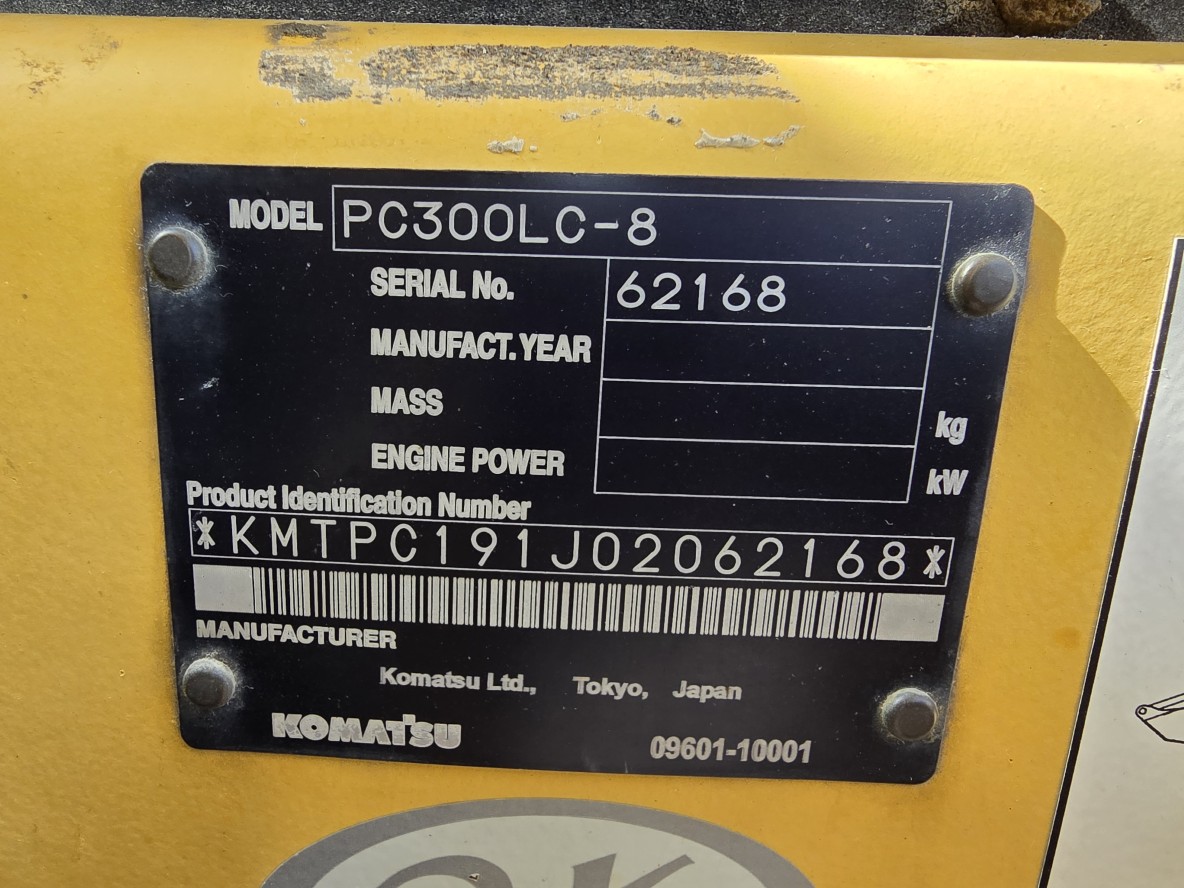 MODEL PC300LC-8
SERIAL No. 62168
MANUFACT. YEAR
MASS kg
ENGINE POWER kW
Product Identification Number
*KMTPC191J02062168*
MANUFACTURER
Komatsu Ltd., Tokyo, Japan
KOMATSU
09601-10001